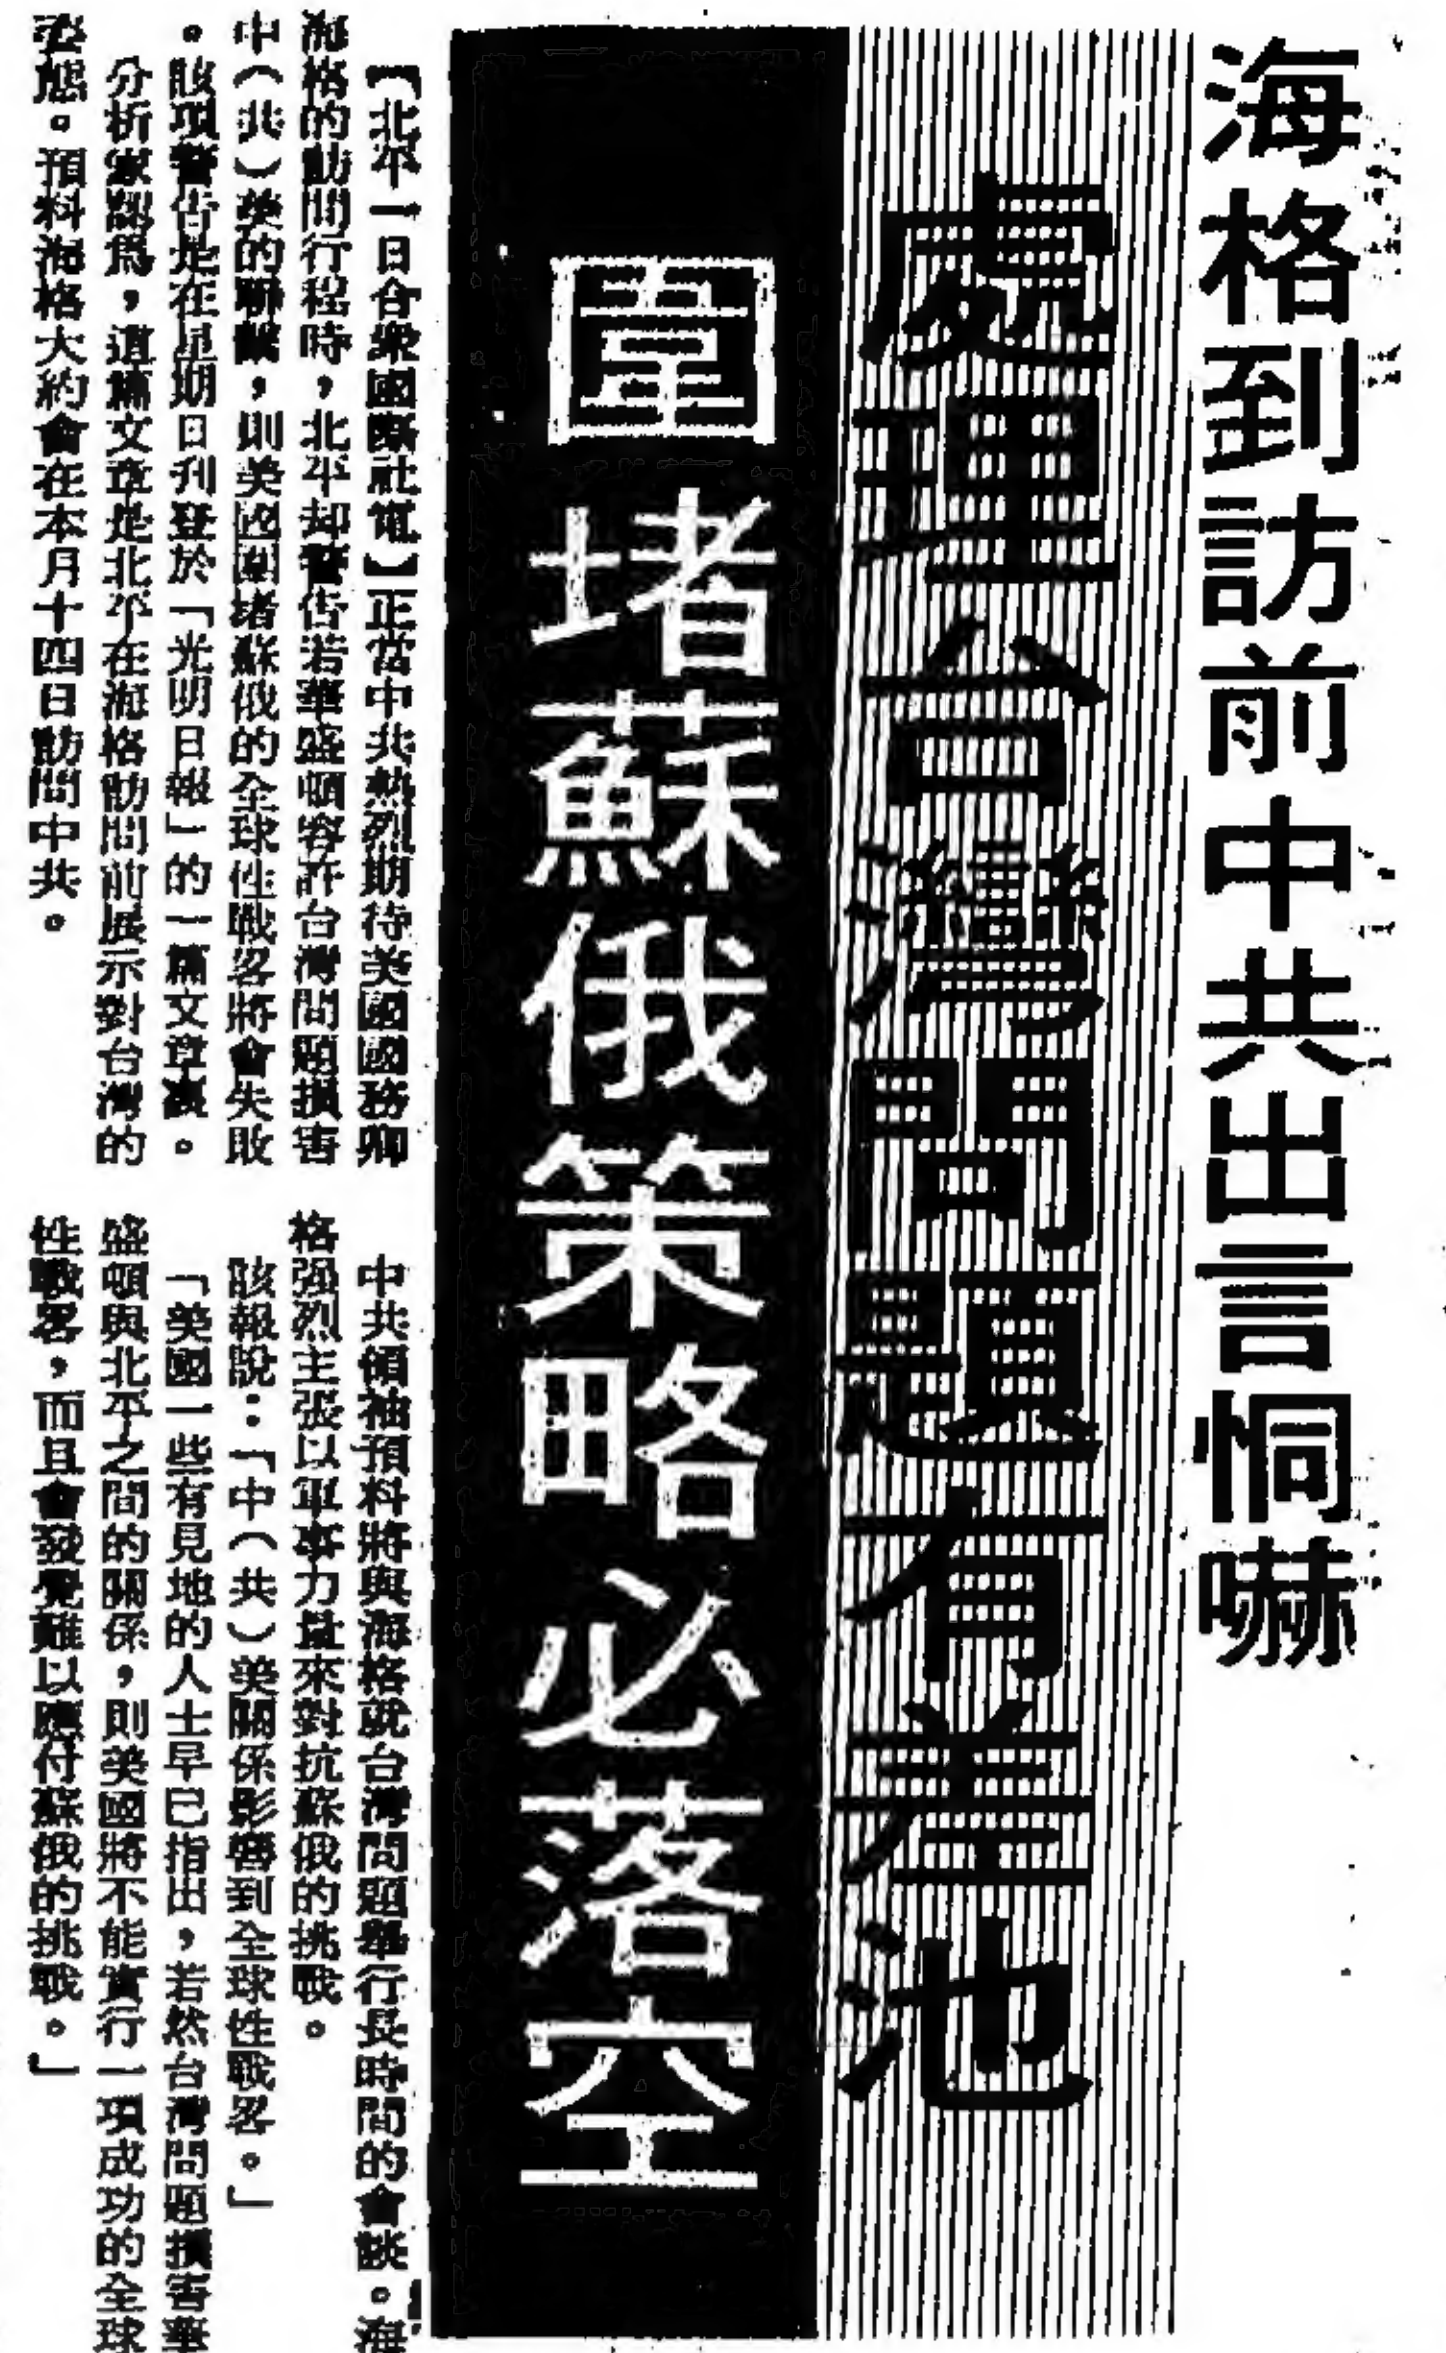 海格到訪前中共出言恫嚇
處理台灣問題有差池
圍堵蘇俄策略必落空
【北平一日合衆國際社電】正當中共熱烈期待美國國務卿
海格的訪問行程時，北平却警告若華盛頓容許台灣問題損害
中（共）美的聯繫，則美國圍堵蘇俄的全球性戰畧將會失敗
。該項警告是在星期日刋登於「光明日報」的一篇文章裏。
分析家認爲，這篇文章是北平在海格訪問前展示對台灣的
姿態。預料海格大約會在本月十四日訪問中共。
中共領袖預料將與海格就台灣問題舉行長時間的會談。海
格强烈主張以軍事力量來對抗蘇俄的挑戰。
該報說：「中（共）美關係影響到全球性戰畧。」
「美國一些有見地的人士早已指出，若然台灣問題損害華
盛頓與北平之間的關係，則美國將不能實行一項成功的全球
性戰畧，而且會發覺難以應付蘇俄的挑戰。」